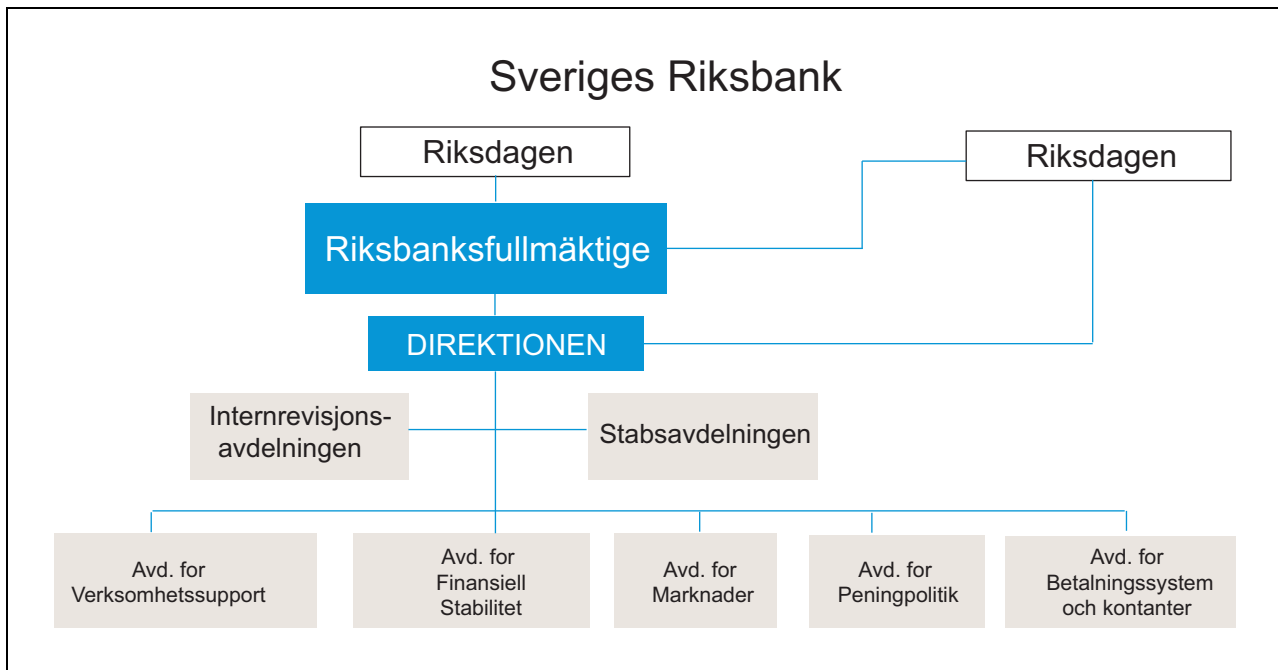 Sveriges Riksbank
Riksdagen
Riksdagen
Riksbanksfullmäktige
DIREKTIONEN
Internrevisjons-
avdelningen
Stabsavdelningen
Avd. for
Verksomhetssupport
Avd. for
Finansiell
Stabilitet
Avd. for
Marknader
Avd. for
Peningpolitik
Avd. for
Betalningssystem
och kontanter